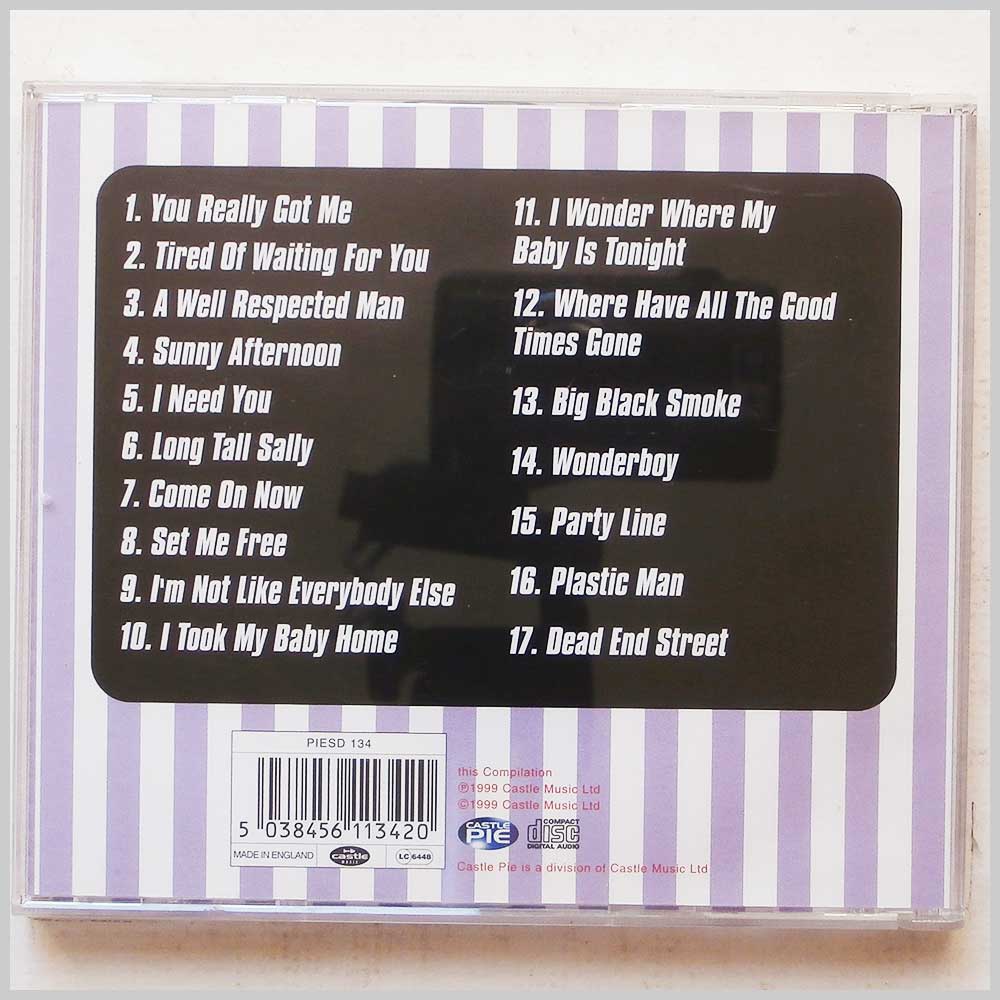 1. You Really Got Me
2. Tired Of Waiting For You
3. A Well Respected Man
4. Sunny Afternoon
5. I Need You
6. Long Tall Sally
7. Come On Now
8. Set Me Free
9. I'm Not Like Everybody Else
10. I Took My Baby Home
11. I Wonder Where My
Baby Is Tonight
12. Where Have All The Good
Times Gone
13. Big Black Smoke
14. Wonderboy
15. Party Line
16. Plastic Man
17. Dead End Street
PIESD 134
5 038456 113420
MADE IN ENGLAND
castle
MUSIC
LC 6448
this Compilation
℗1999 Castle Music Ltd
©1999 Castle Music Ltd
CASTLE
PIE
COMPACT
disc
DIGITAL AUDIO
Castle Pie is a division of Castle Music Ltd